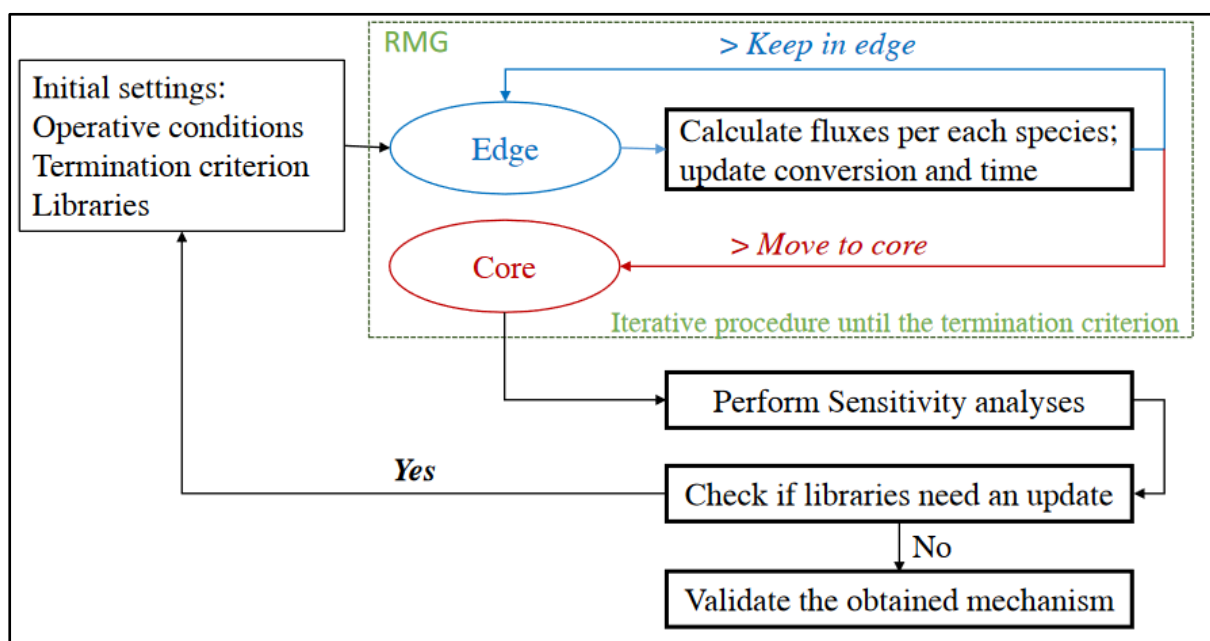 RMG
> Keep in edge
Initial settings:
Operative conditions
Termination criterion
Libraries
Edge
Calculate fluxes per each species;
update conversion and time
> Move to core
Core
Iterative procedure until the termination criterion
Perform Sensitivity analyses
Yes
Check if libraries need an update
No
Validate the obtained mechanism